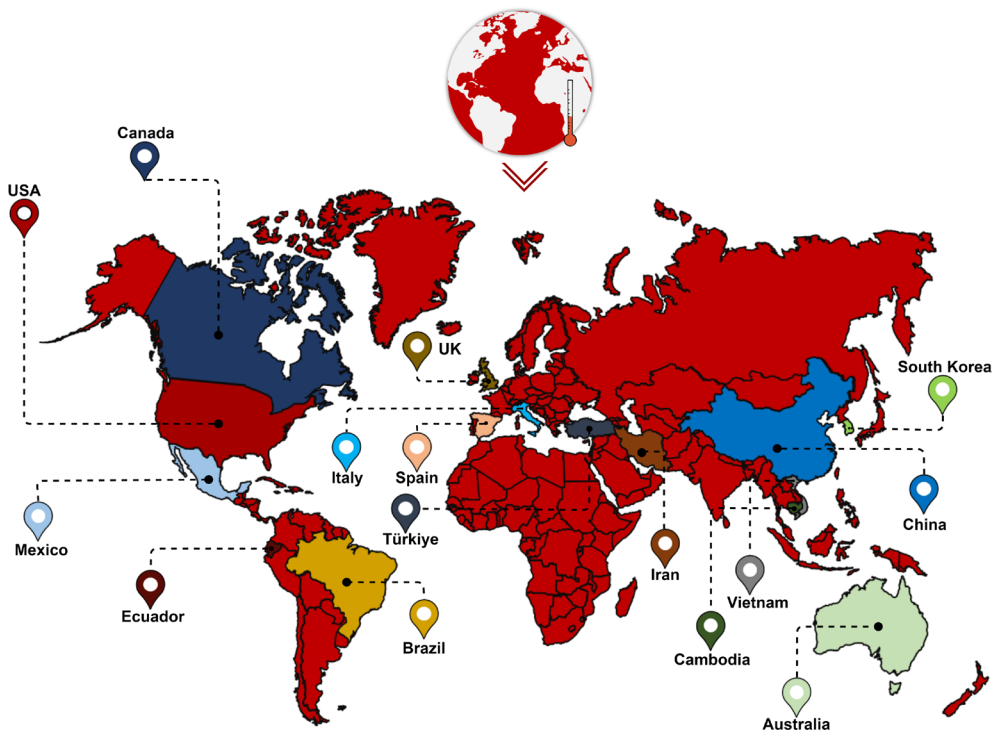 Canada
USA
UK
South Korea
Italy
Spain
China
Mexico
Türkiye
Iran
Vietnam
Ecuador
Brazil
Cambodia
Australia